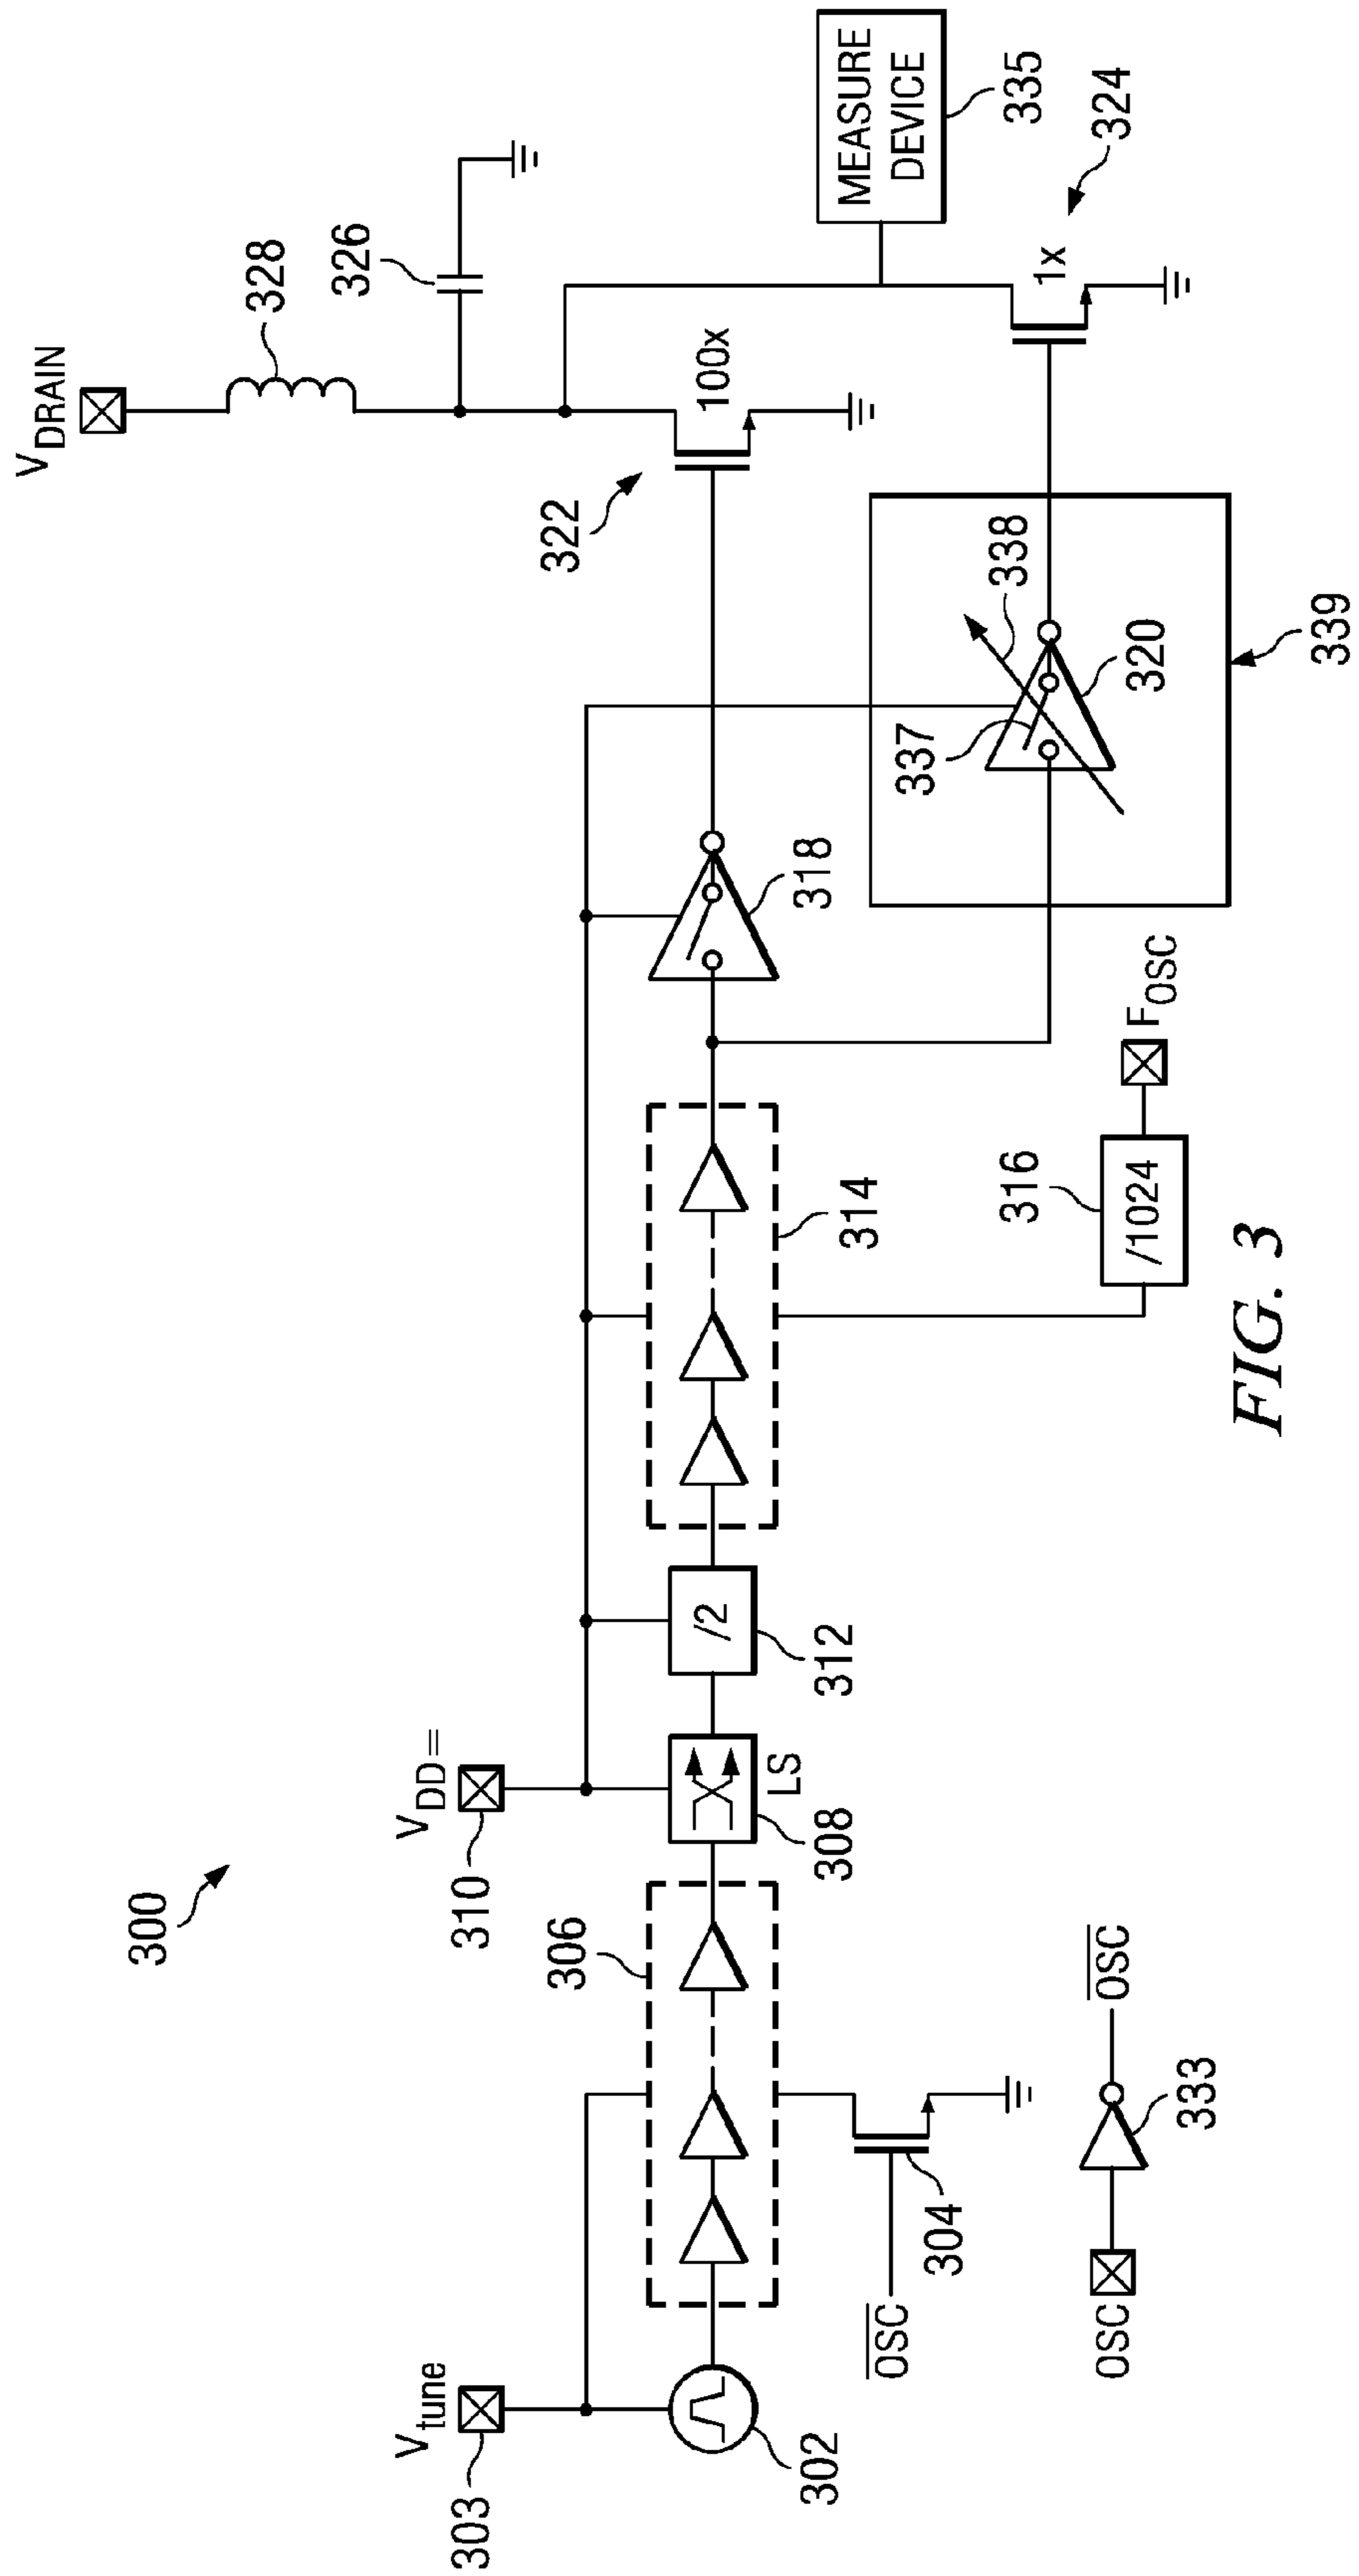 300
V_tune
303
302
306
OSC
304
OSC
333
OSC
V_DD=
310
308
LS
312
/2
314
316
/1024
F_OSC
318
V_DRAIN
328
326
322
100x
337
338
320
339
MEASURE
DEVICE
335
324
1x
FIG. 3